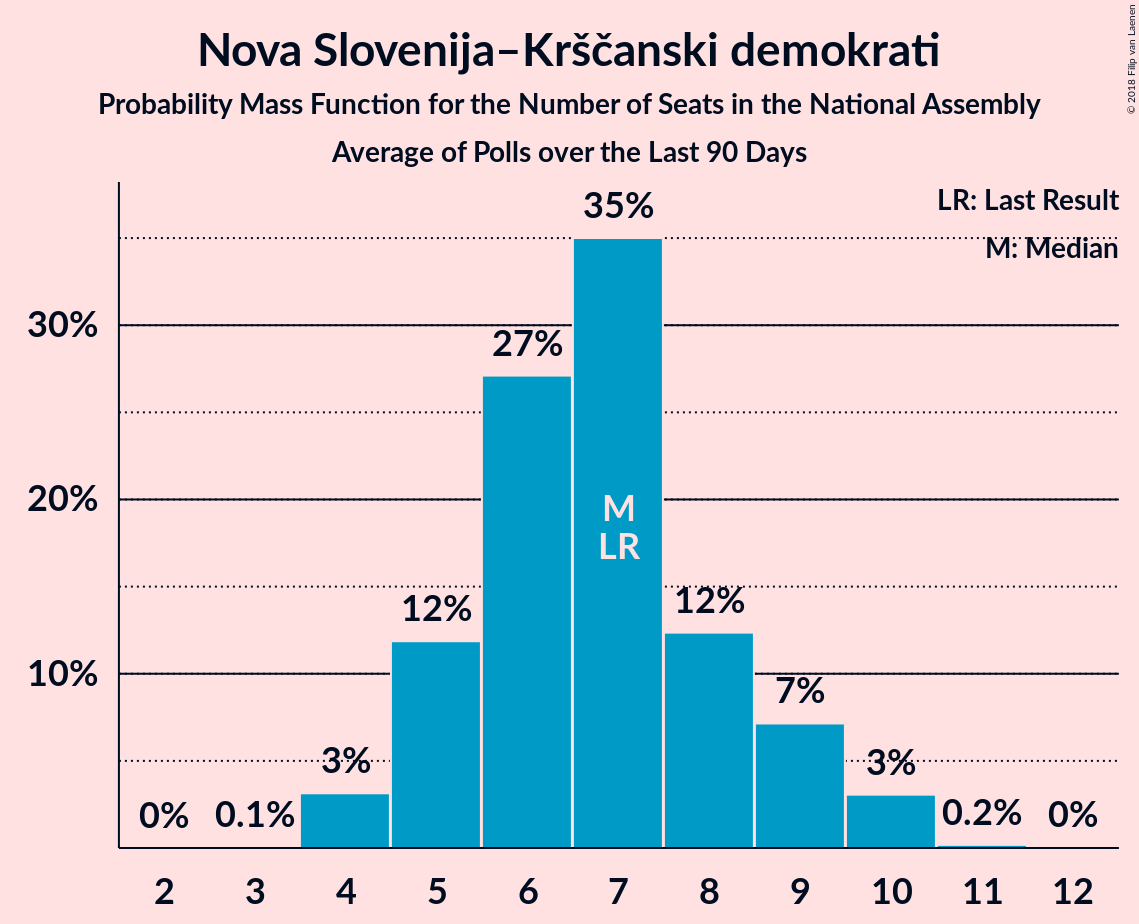 Nova Slovenija–Krščanski demokrati
Probability Mass Function for the Number of Seats in the National Assembly
Average of Polls over the Last 90 Days
© 2018 Filip van Laenen
LR: Last Result
M: Median
35%
30%
27%
20%
M
LR
12%
12%
10%
7%
3%
3%
0%
0.1%
0.2%
0%
2 3 4 5 6 7 8 9 10 11 12